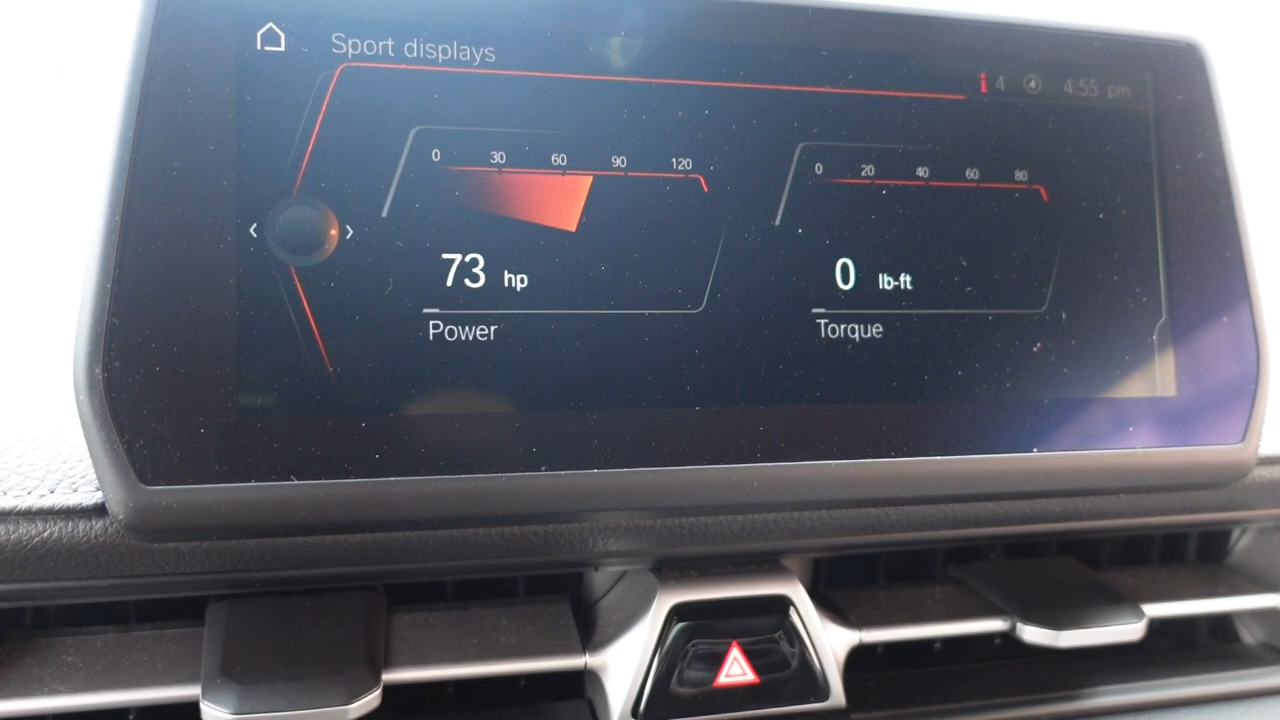 Sport displays
4 4:55 pm
0 30 60 90 120
0 20 40 60 80
73 hp
0 lb-ft
Power
Torque